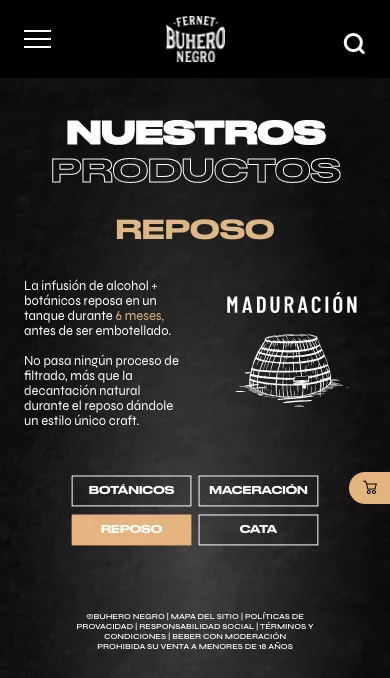 FERNET
BUHERO
NEGRO
NUESTROS
PRODUCTOS
REPOSO
La infusión de alcohol +
botánicos reposa en un
tanque durante 6 meses,
antes de ser embotellado.
No pasa ningún proceso de
filtrado, más que la
decantación natural
durante el reposo dándole
un estilo único craft.
MADURACIÓN
BOTÁNICOS
MACERACIÓN
REPOSO
CATA
©BUHERO NEGRO | MAPA DEL SITIO | POLÍTICAS DE
PROVACIDAD | RESPONSABILIDAD SOCIAL | TÉRMINOS Y
CONDICIONES | BEBER CON MODERACIÓN
PROHIBIDA SU VENTA A MENORES DE 18 AÑOS